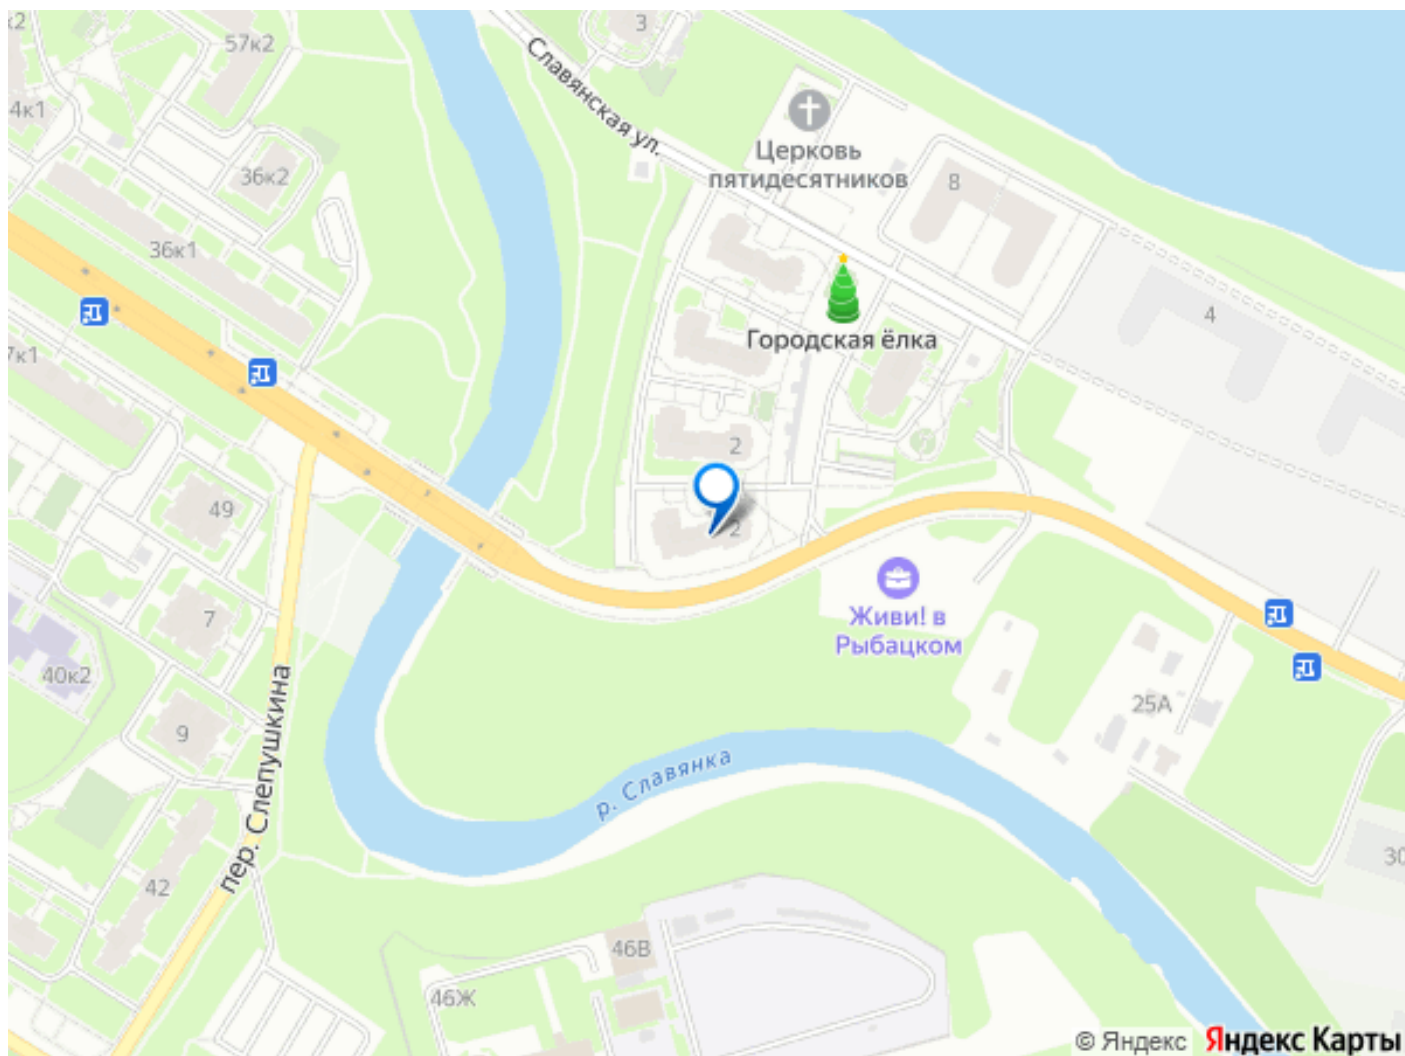 к2
57к2
3
Славянская ул.
4к1
Церковь
пятидесятников
36к2
8
36к1
4
Городская ёлка
7к1
2
49
2
Живи! в
Рыбацком
7
40к2
25А
9
пер. Слепушкина
р. Славянка
42
30
46В
46Ж
© Яндекс Яндекс Карты